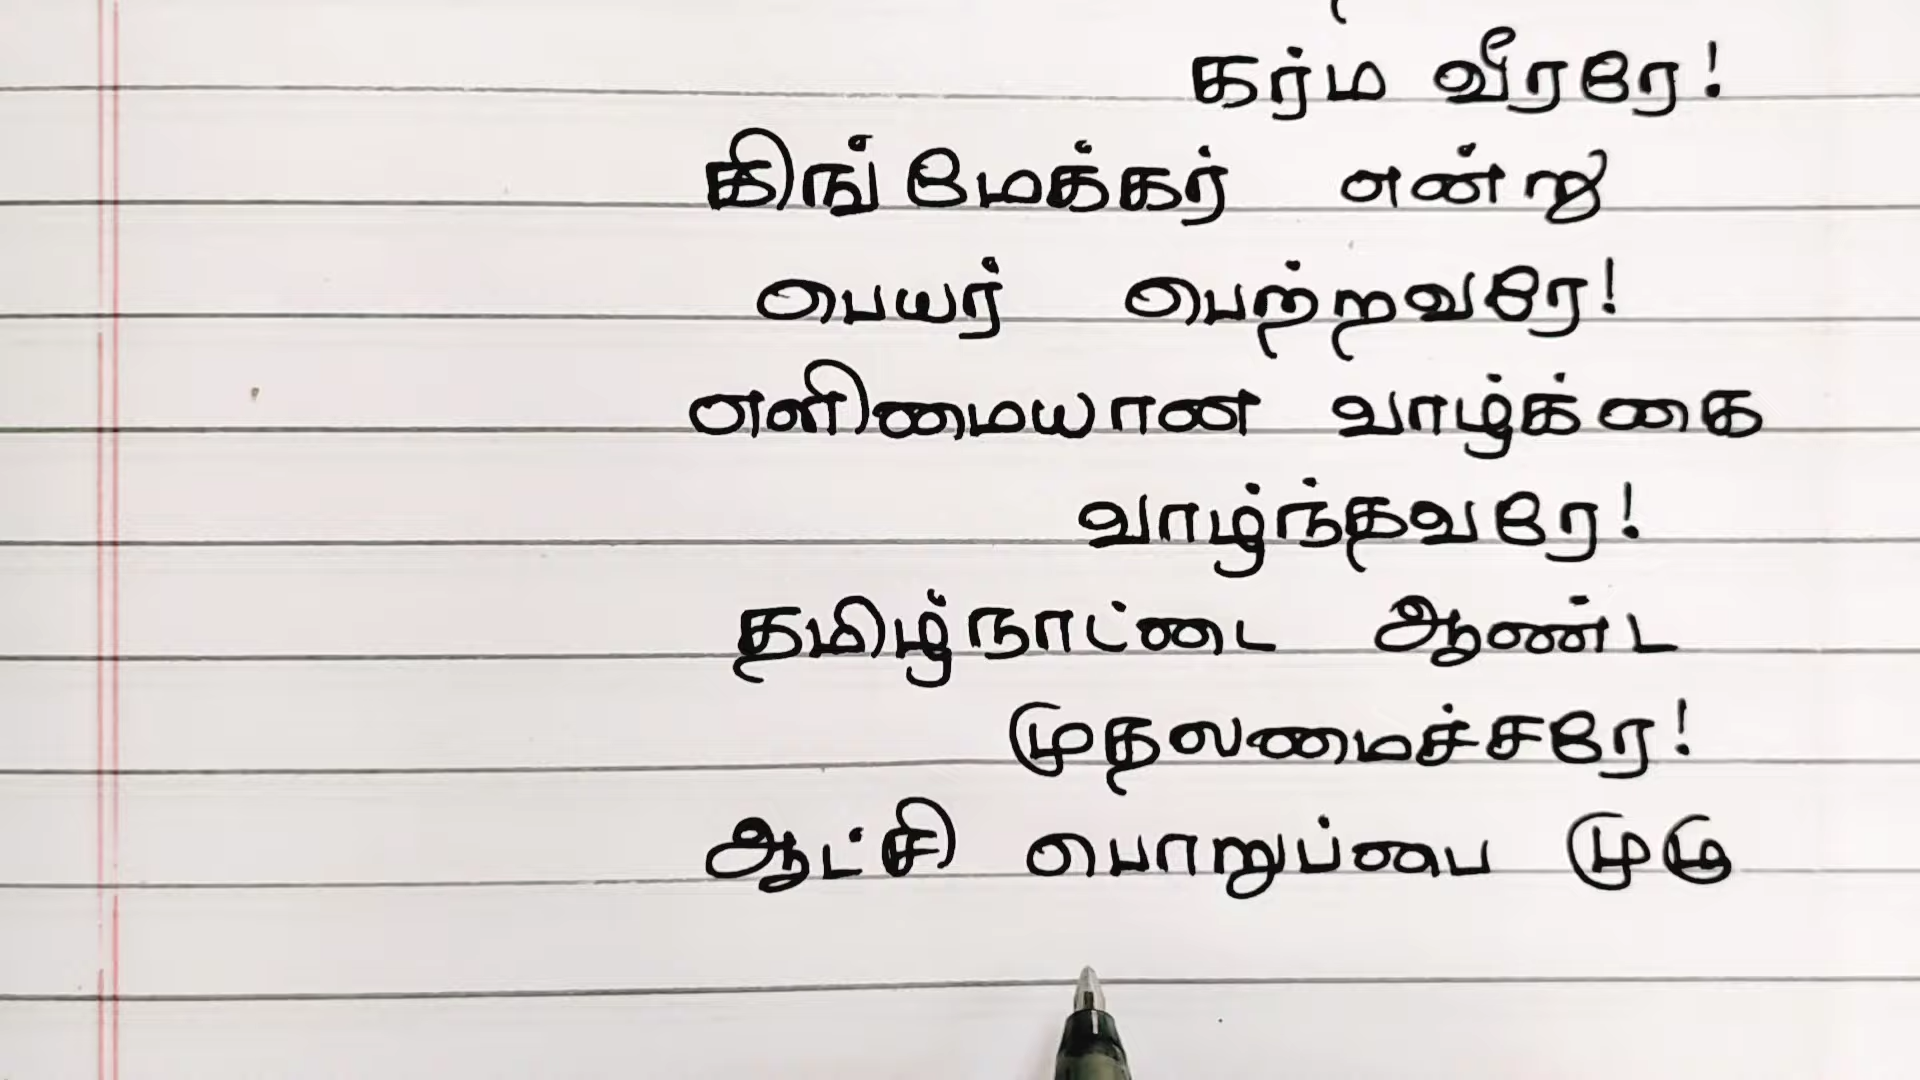 கர்ம வீரரே!
கிங் மேக்கர் என்று
பெயர் பெற்றவரே!
எளிமையான வாழ்க்கை
வாழ்ந்தவரே!
தமிழ்நாட்டை ஆண்ட
முதலமைச்சரே!
ஆட்சி பொறுப்பை முழு